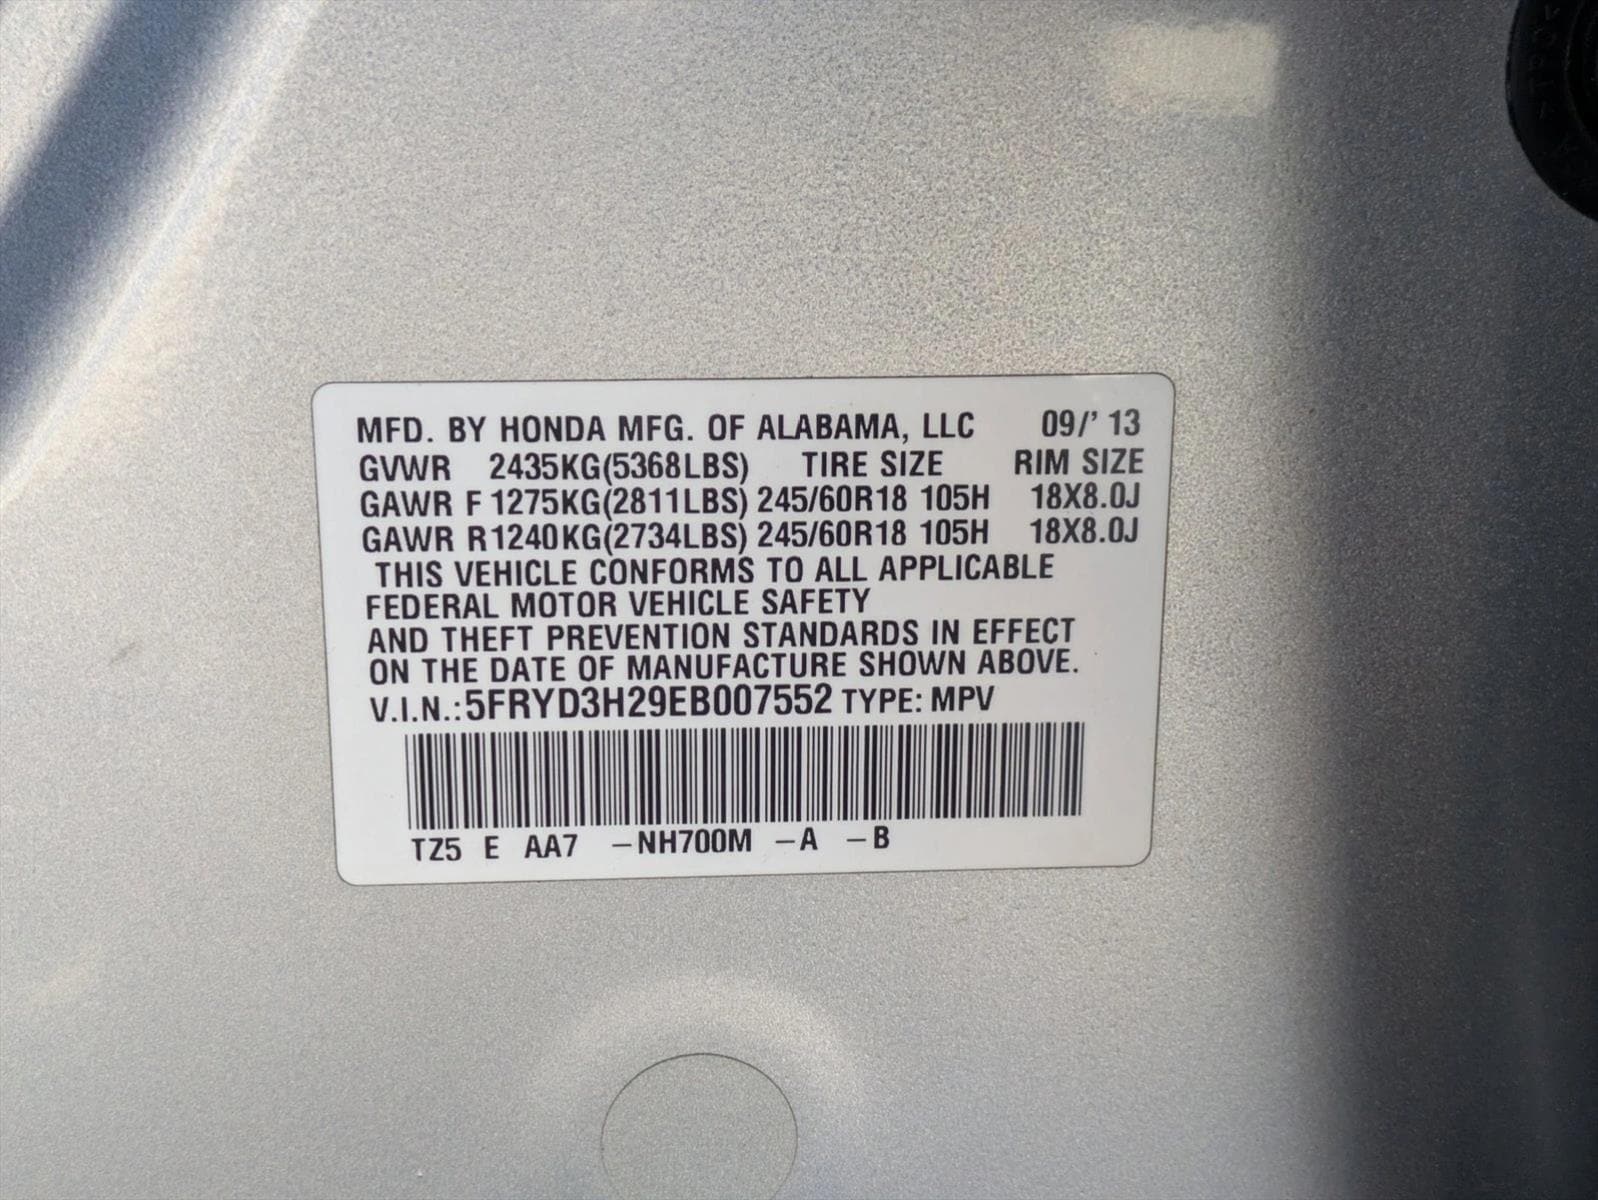 MFD. BY HONDA MFG. OF ALABAMA, LLC 09/' 13
GVWR 2435KG(5368LBS) TIRE SIZE RIM SIZE
GAWR F 1275KG(2811LBS) 245/60R18 105H 18X8.0J
GAWR R1240KG(2734LBS) 245/60R18 105H 18X8.0J
THIS VEHICLE CONFORMS TO ALL APPLICABLE
FEDERAL MOTOR VEHICLE SAFETY
AND THEFT PREVENTION STANDARDS IN EFFECT
ON THE DATE OF MANUFACTURE SHOWN ABOVE.
V.I.N.:5FRYD3H29EB007552 TYPE: MPV
TZ5 E AA7 –NH700M –A –B